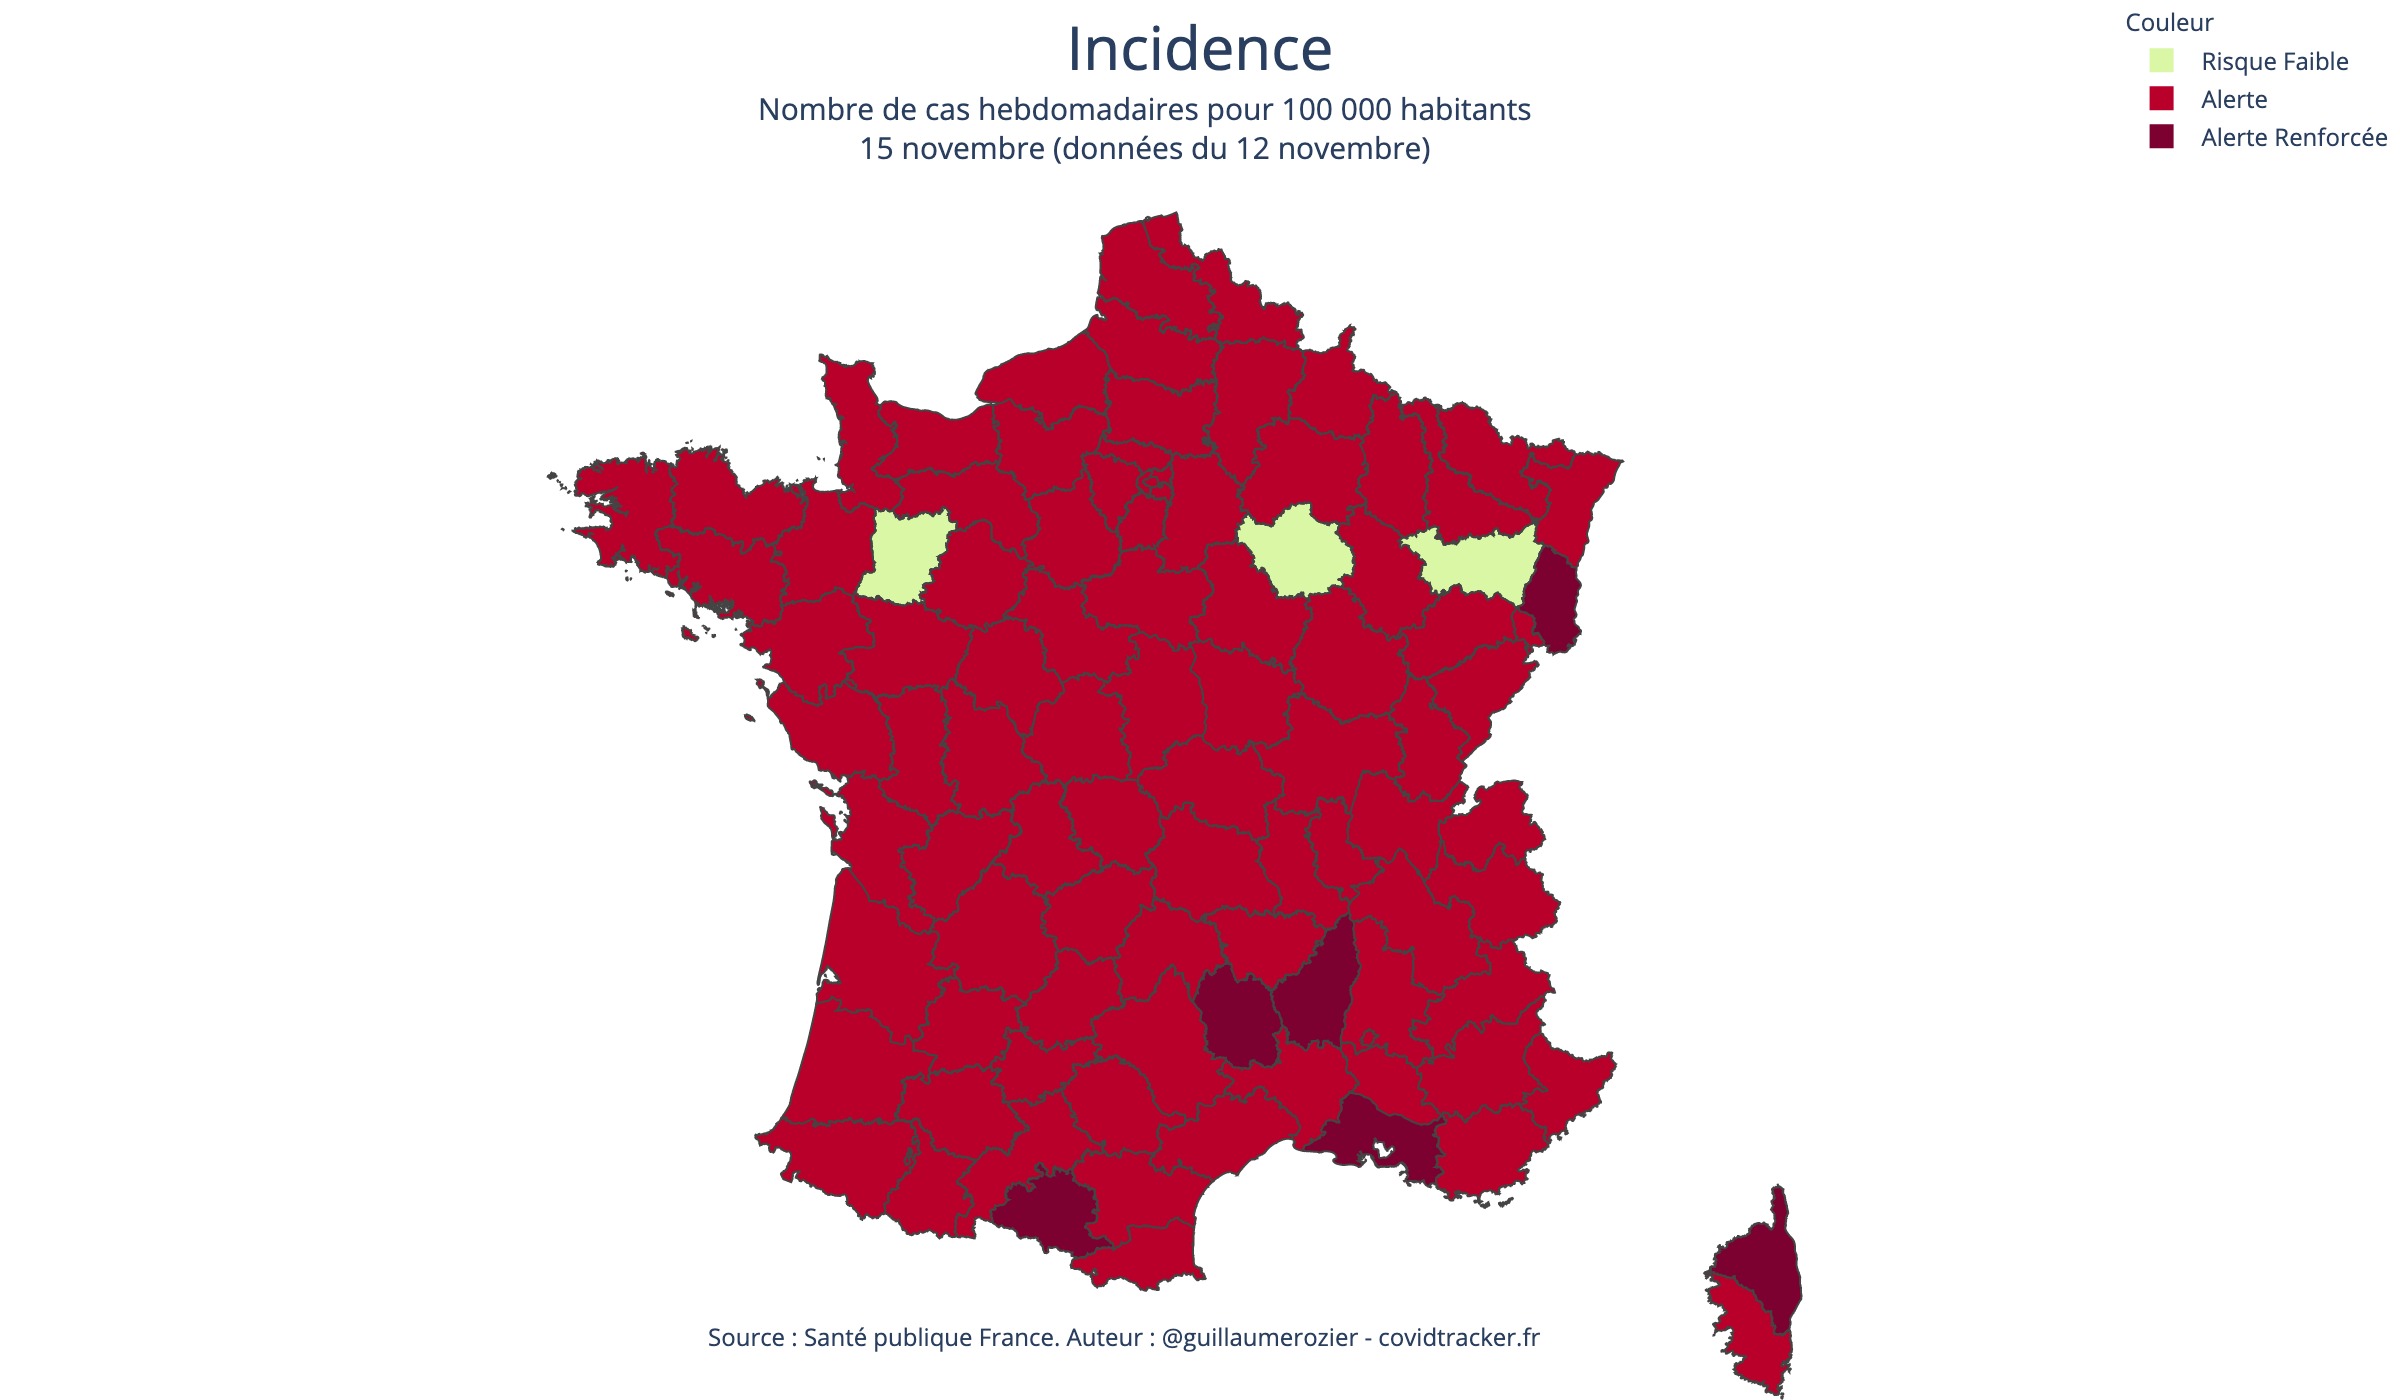 Incidence
Nombre de cas hebdomadaires pour 100 000 habitants
15 novembre (données du 12 novembre)
Couleur
Risque Faible
Alerte
Alerte Renforcée
Source : Santé publique France. Auteur : @guillaumerozier - covidtracker.fr